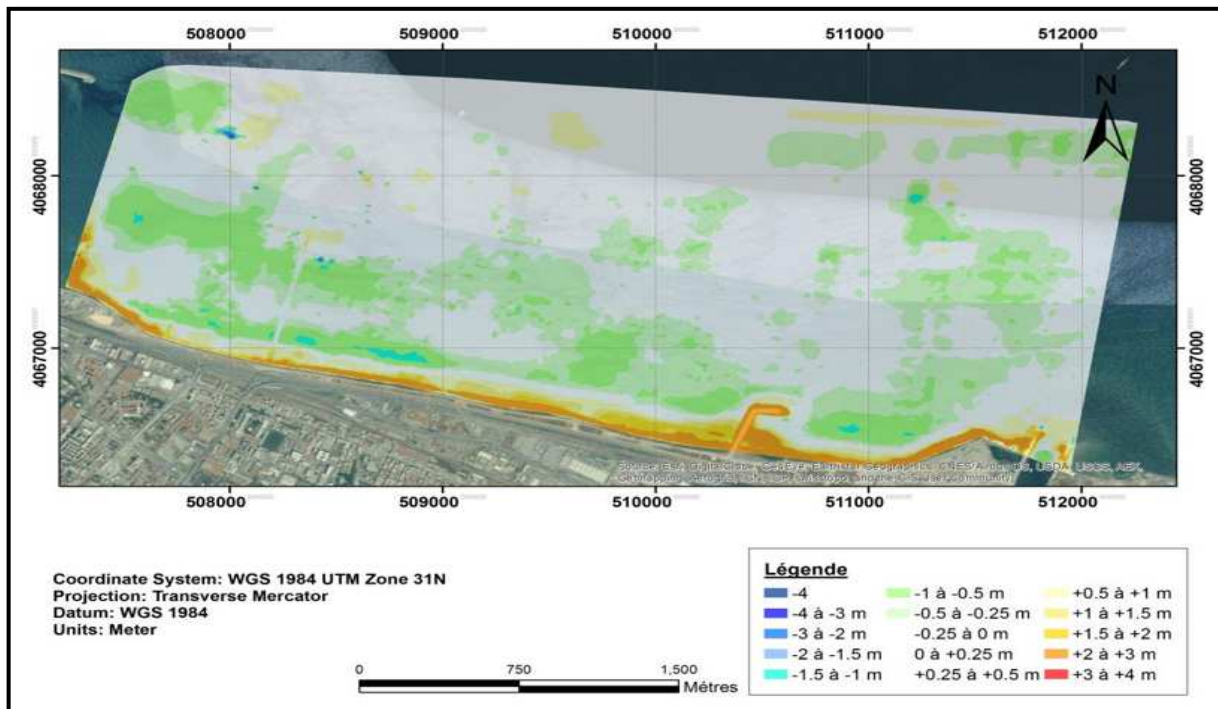 508000 509000 510000 511000 512000
N
4068000 4068000
4067000 4067000
508000 509000 510000 511000 512000
Coordinate System: WGS 1984 UTM Zone 31N
Projection: Transverse Mercator
Datum: WGS 1984
Units: Meter
0 750 1,500
Métres
Légende
-4
-4 à -3 m
-3 à -2 m
-2 à -1.5 m
-1.5 à -1 m
-1 à -0.5 m
-0.5 à -0.25 m
-0.25 à 0 m
0 à +0.25 m
+0.25 à +0.5 m
+0.5 à +1 m
+1 à +1.5 m
+1.5 à +2 m
+2 à +3 m
+3 à +4 m